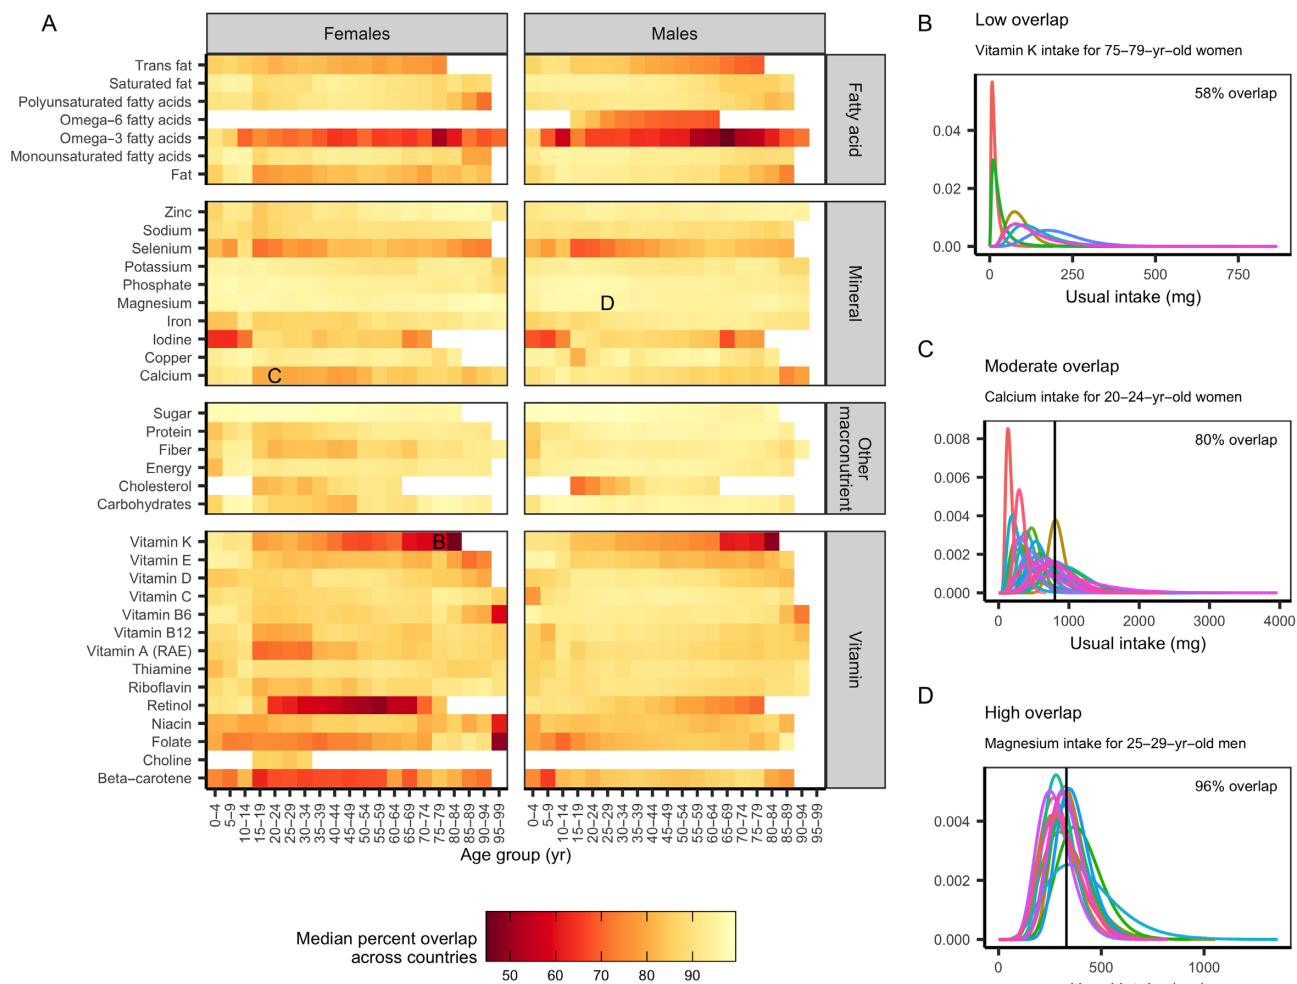 A
Females
Males
Trans fat
Saturated fat
Polyunsaturated fatty acids
Omega−6 fatty acids
Omega−3 fatty acids
Monounsaturated fatty acids
Fat
Fatty acid
Zinc
Sodium
Selenium
Potassium
Phosphate
Magnesium
Iron
Iodine
Copper
Calcium
C
D
Mineral
Sugar
Protein
Fiber
Energy
Cholesterol
Carbohydrates
Other
macronutrient
Vitamin K
Vitamin E
Vitamin D
Vitamin C
Vitamin B6
Vitamin B12
Vitamin A (RAE)
Thiamine
Riboflavin
Retinol
Niacin
Folate
Choline
Beta−carotene
B
Vitamin
0−4 5−9 10−14 15−19 20−24 25−29 30−34 35−39 40−44 45−49 50−54 55−59 60−64 65−69 70−74 75−79 80−84 85−89 90−94 95−99
0−4 5−9 10−14 15−19 20−24 25−29 30−34 35−39 40−44 45−49 50−54 55−59 60−64 65−69 70−74 75−79 80−84 85−89 90−94 95−99
Age group (yr)
Median percent overlap
across countries
50 60 70 80 90
B
Low overlap
Vitamin K intake for 75−79−yr−old women
58% overlap
0.04
0.02
0.00
0 250 500 750
Usual intake (mg)
C
Moderate overlap
Calcium intake for 20−24−yr−old women
80% overlap
0.008
0.006
0.004
0.002
0.000
0 1000 2000 3000 4000
Usual intake (mg)
D
High overlap
Magnesium intake for 25−29−yr−old men
96% overlap
0.004
0.002
0.000
0 500 1000